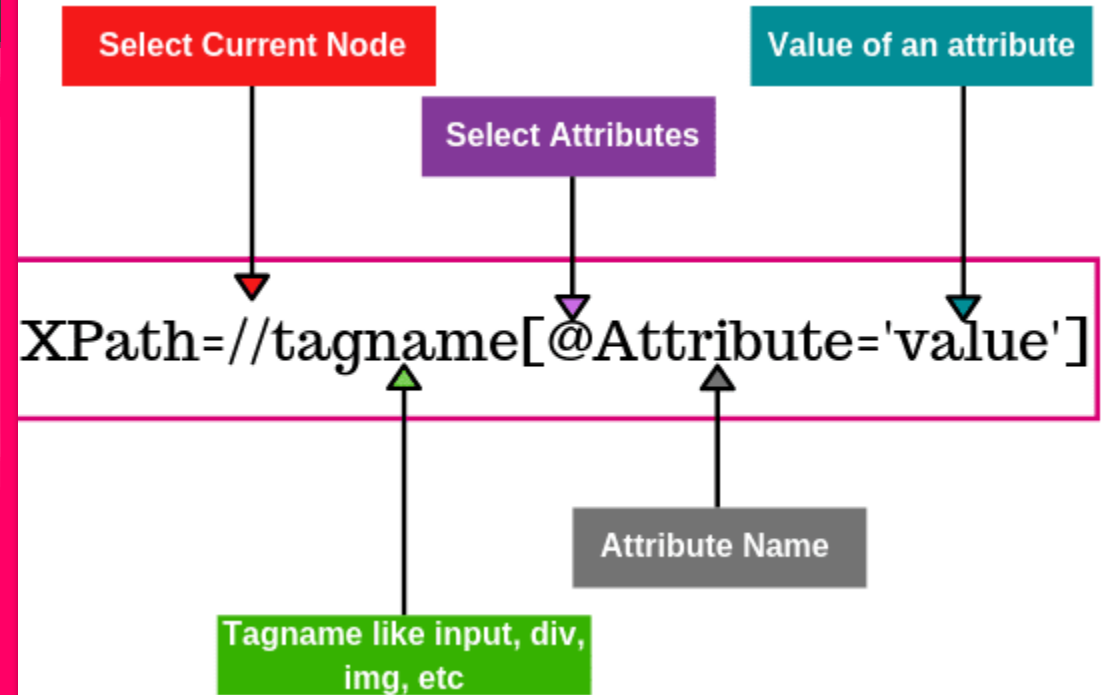 Select Current Node
Value of an attribute
Select Attributes
XPath=//tagname[@Attribute='value']
Attribute Name
Tagname like input, div,
img, etc